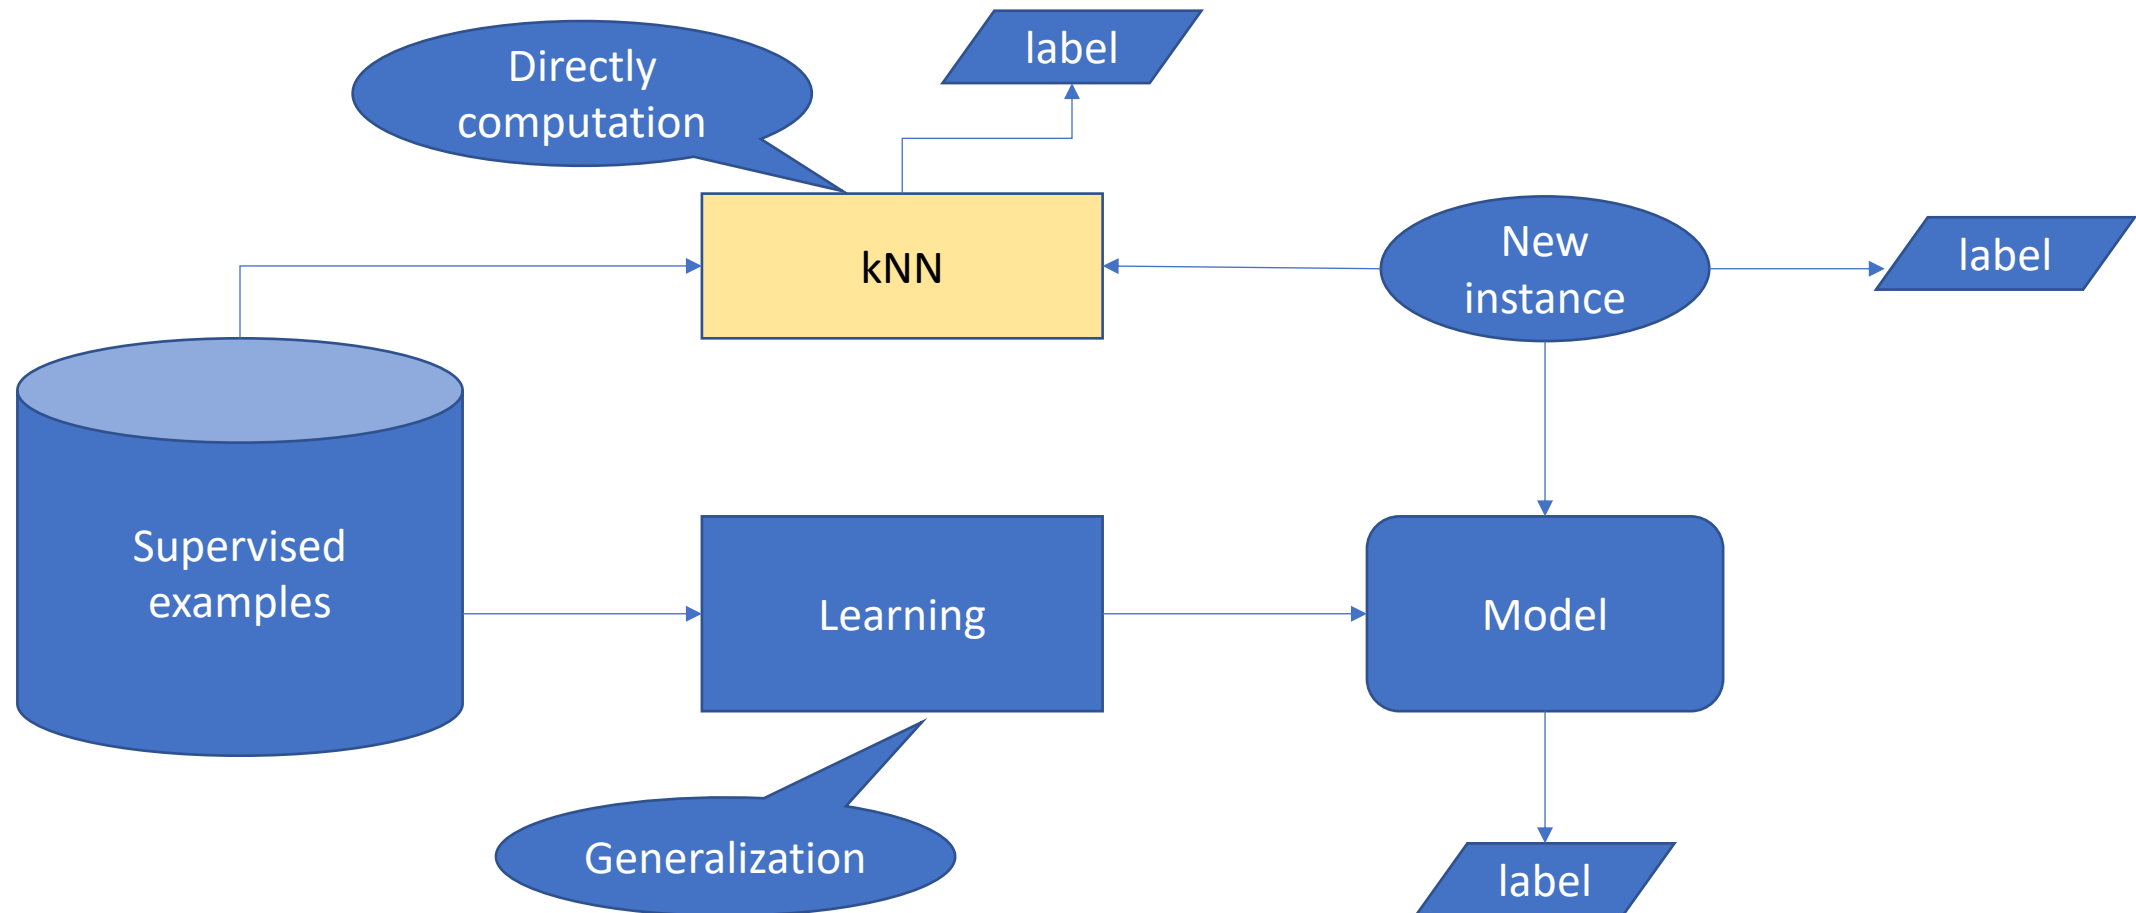 Directly
computation
label
kNN
New
instance
label
Supervised
examples
Learning
Model
Generalization
label